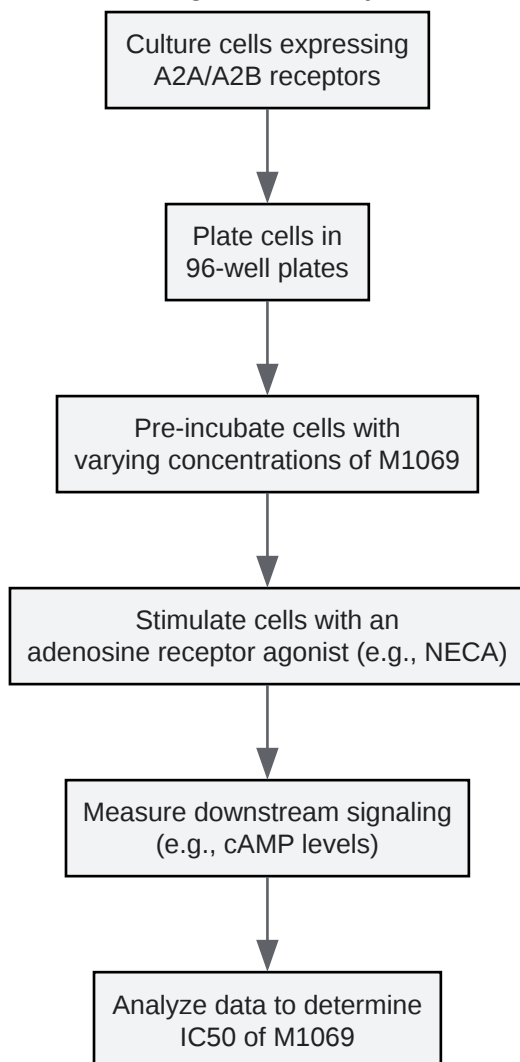 Culture cells expressing
A2A/A2B receptors
Plate cells in
96-well plates
Pre-incubate cells with
varying concentrations of M1069
Stimulate cells with an
adenosine receptor agonist (e.g., NECA)
Measure downstream signaling
(e.g., cAMP levels)
Analyze data to determine
IC50 of M1069